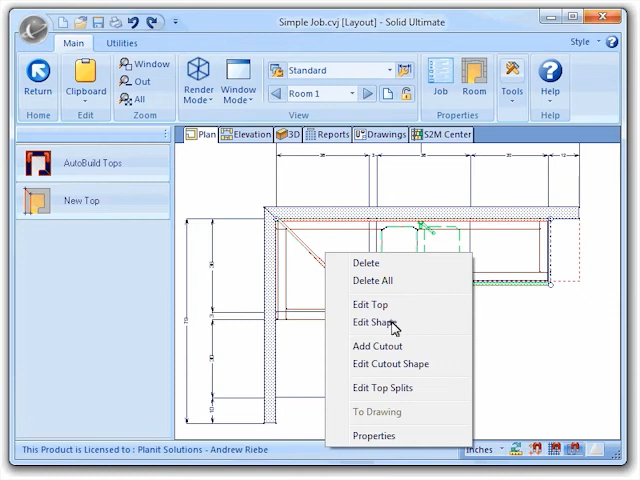 Simple Job.cvj [Layout] - Solid Ultimate
Main
Utilities
Style
Return
Clipboard
Window
Out
All
Render
Mode
Window
Mode
Standard
Room 1
Job
Room
Tools
Help
Home
Edit
Zoom
View
Properties
Tools
Help
Plan
Elevation
3D
Reports
Drawings
S2M Center
AutoBuild Tops
New Top
Delete
Delete All
Edit Top
Edit Shape
Add Cutout
Edit Cutout Shape
Edit Top Splits
To Drawing
Properties
This Product is Licensed to : Planit Solutions - Andrew Riebe
Inches